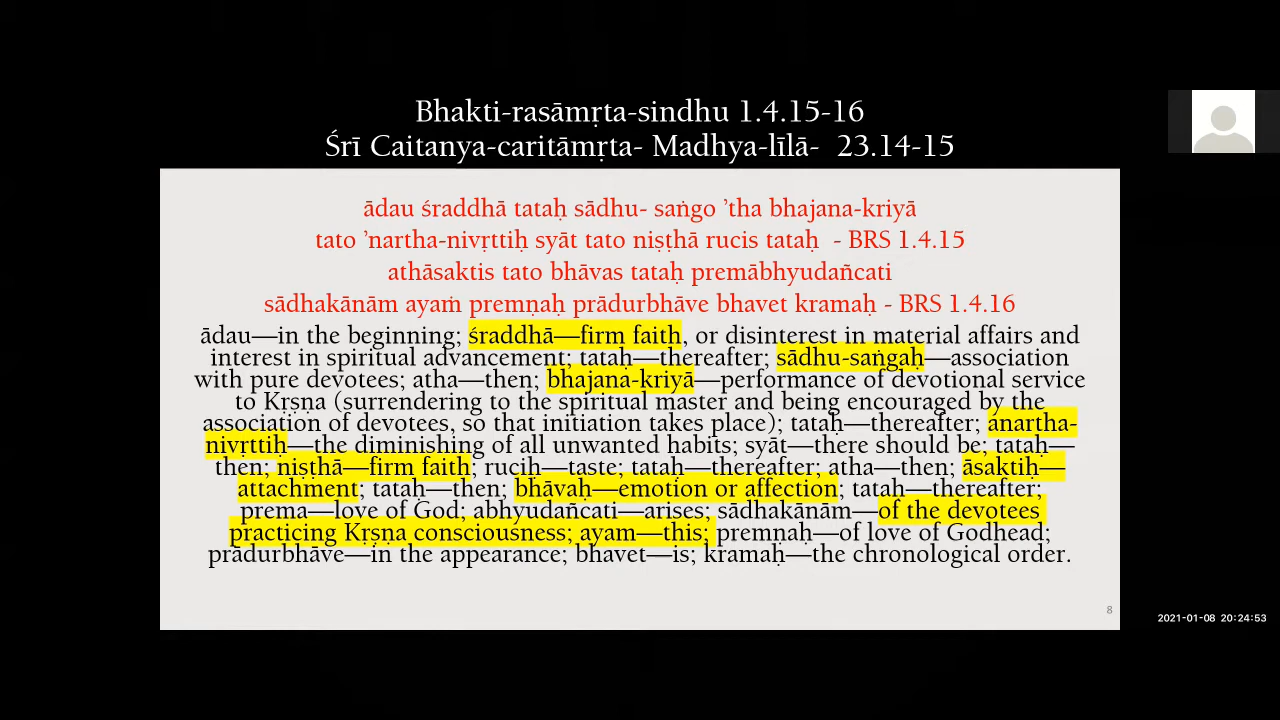 Bhakti-rasāmṛta-sindhu 1.4.15-16
Śrī Caitanya-caritāmṛta- Madhya-līlā- 23.14-15
ādau śraddhā tataḥ sādhu- saṅgo ’tha bhajana-kriyā
tato ’nartha-nivṛttiḥ syāt tato niṣṭhā rucis tataḥ - BRS 1.4.15
athāsaktis tato bhāvas tataḥ premābhyudañcati
sādhakānām ayaṁ premṇaḥ prādurbhāve bhavet kramaḥ - BRS 1.4.16
ādau—in the beginning; śraddhā—firm faith, or disinterest in material affairs and
interest in spiritual advancement; tataḥ—thereafter; sādhu-saṅgaḥ—association
with pure devotees; atha—then; bhajana-kriyā—performance of devotional service
to Kṛṣṇa (surrendering to the spiritual master and being encouraged by the
association of devotees, so that initiation takes place); tataḥ—thereafter; anartha-
nivṛttiḥ—the diminishing of all unwanted habits; syāt—there should be; tataḥ—
then; niṣṭhā—firm faith; ruciḥ—taste; tataḥ—thereafter; atha—then; āsaktiḥ—
attachment; tataḥ—then; bhāvaḥ—emotion or affection; tataḥ—thereafter;
prema—love of God; abhyudañcati—arises; sādhakānām—of the devotees
practicing Kṛṣṇa consciousness; ayam—this; premṇaḥ—of love of Godhead;
prādurbhāve—in the appearance; bhavet—is; kramaḥ—the chronological order.
8
2021-01-08 20:24:53